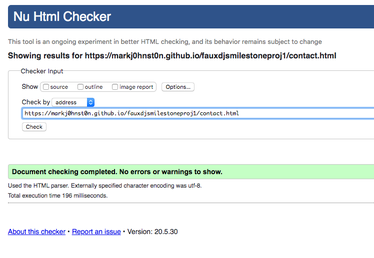 Nu Html Checker
This tool is an ongoing experiment in better HTML checking, and its behavior remains subject to change
Showing results for https://markj0hnst0n.github.io/fauxdjsmilestoneproj1/contact.html
Checker Input
Show source outline image report Options...
Check by address
https://markj0hnst0n.github.io/fauxdjsmilestoneproj1/contact.html
Check
Document checking completed. No errors or warnings to show.
Used the HTML parser. Externally specified character encoding was utf-8.
Total execution time 196 milliseconds.
About this checker • Report an issue • Version: 20.5.30